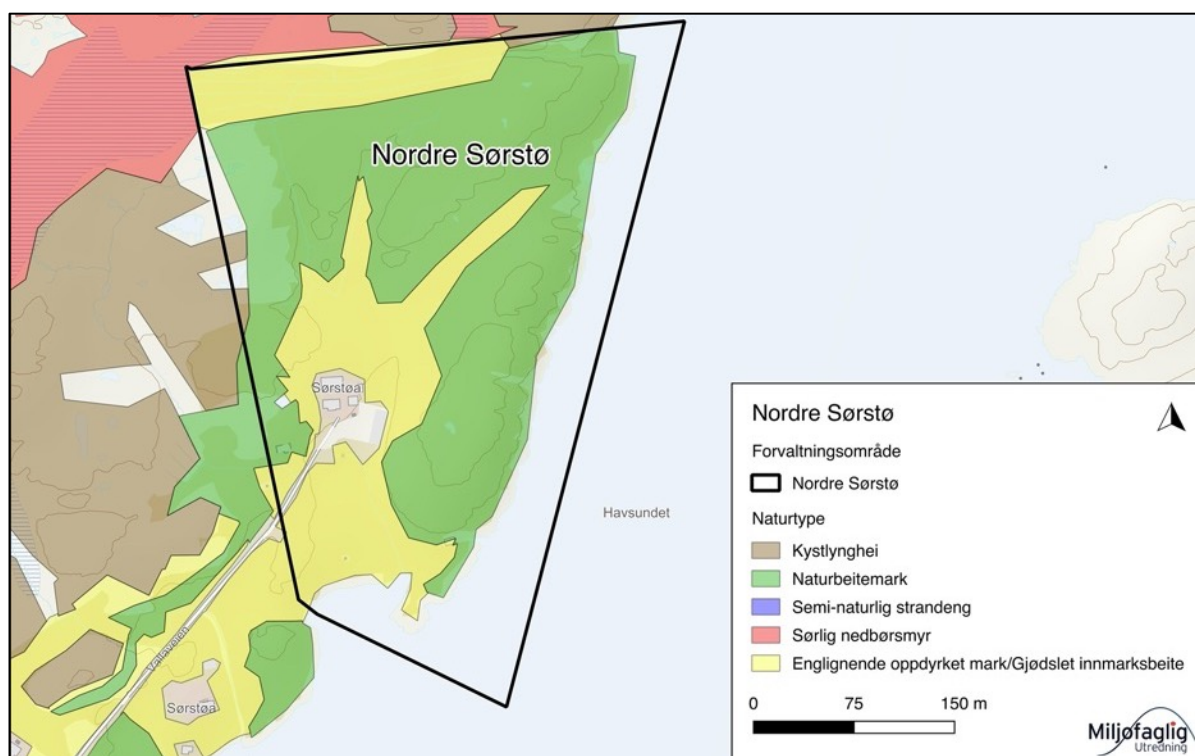 Nordre Sørstø
Sørstøa
Havsundet
Valaveien
Sørstøa
Nordre Sørstø
Forvaltningsområde
Nordre Sørstø
Naturtype
Kystlynghei
Naturbeitemark
Semi-naturlig strandeng
Sørlig nedbørsmyr
Englignende oppdyrket mark/Gjødslet innmarksbeite
0 75 150 m
Miljøfaglig
Utredning